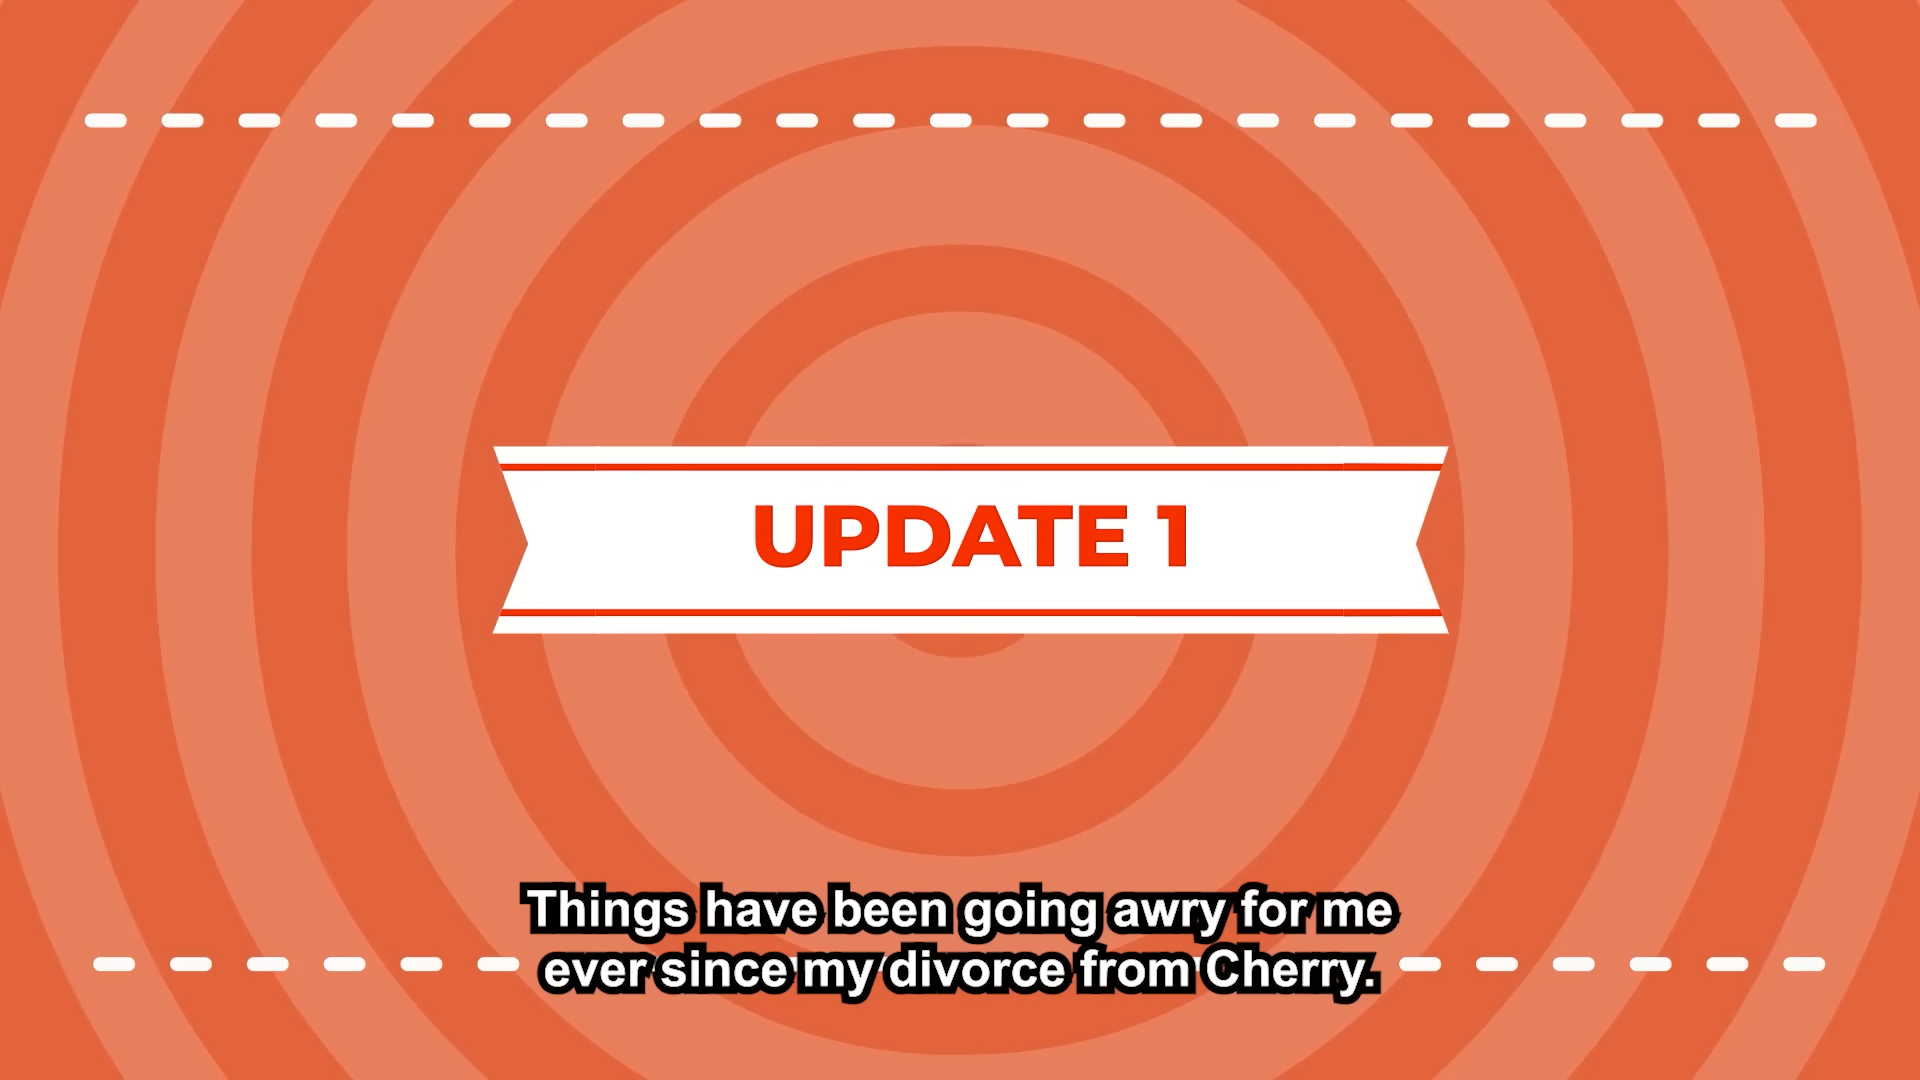 UPDATE 1
Things have been going awry for me
ever since my divorce from Cherry.